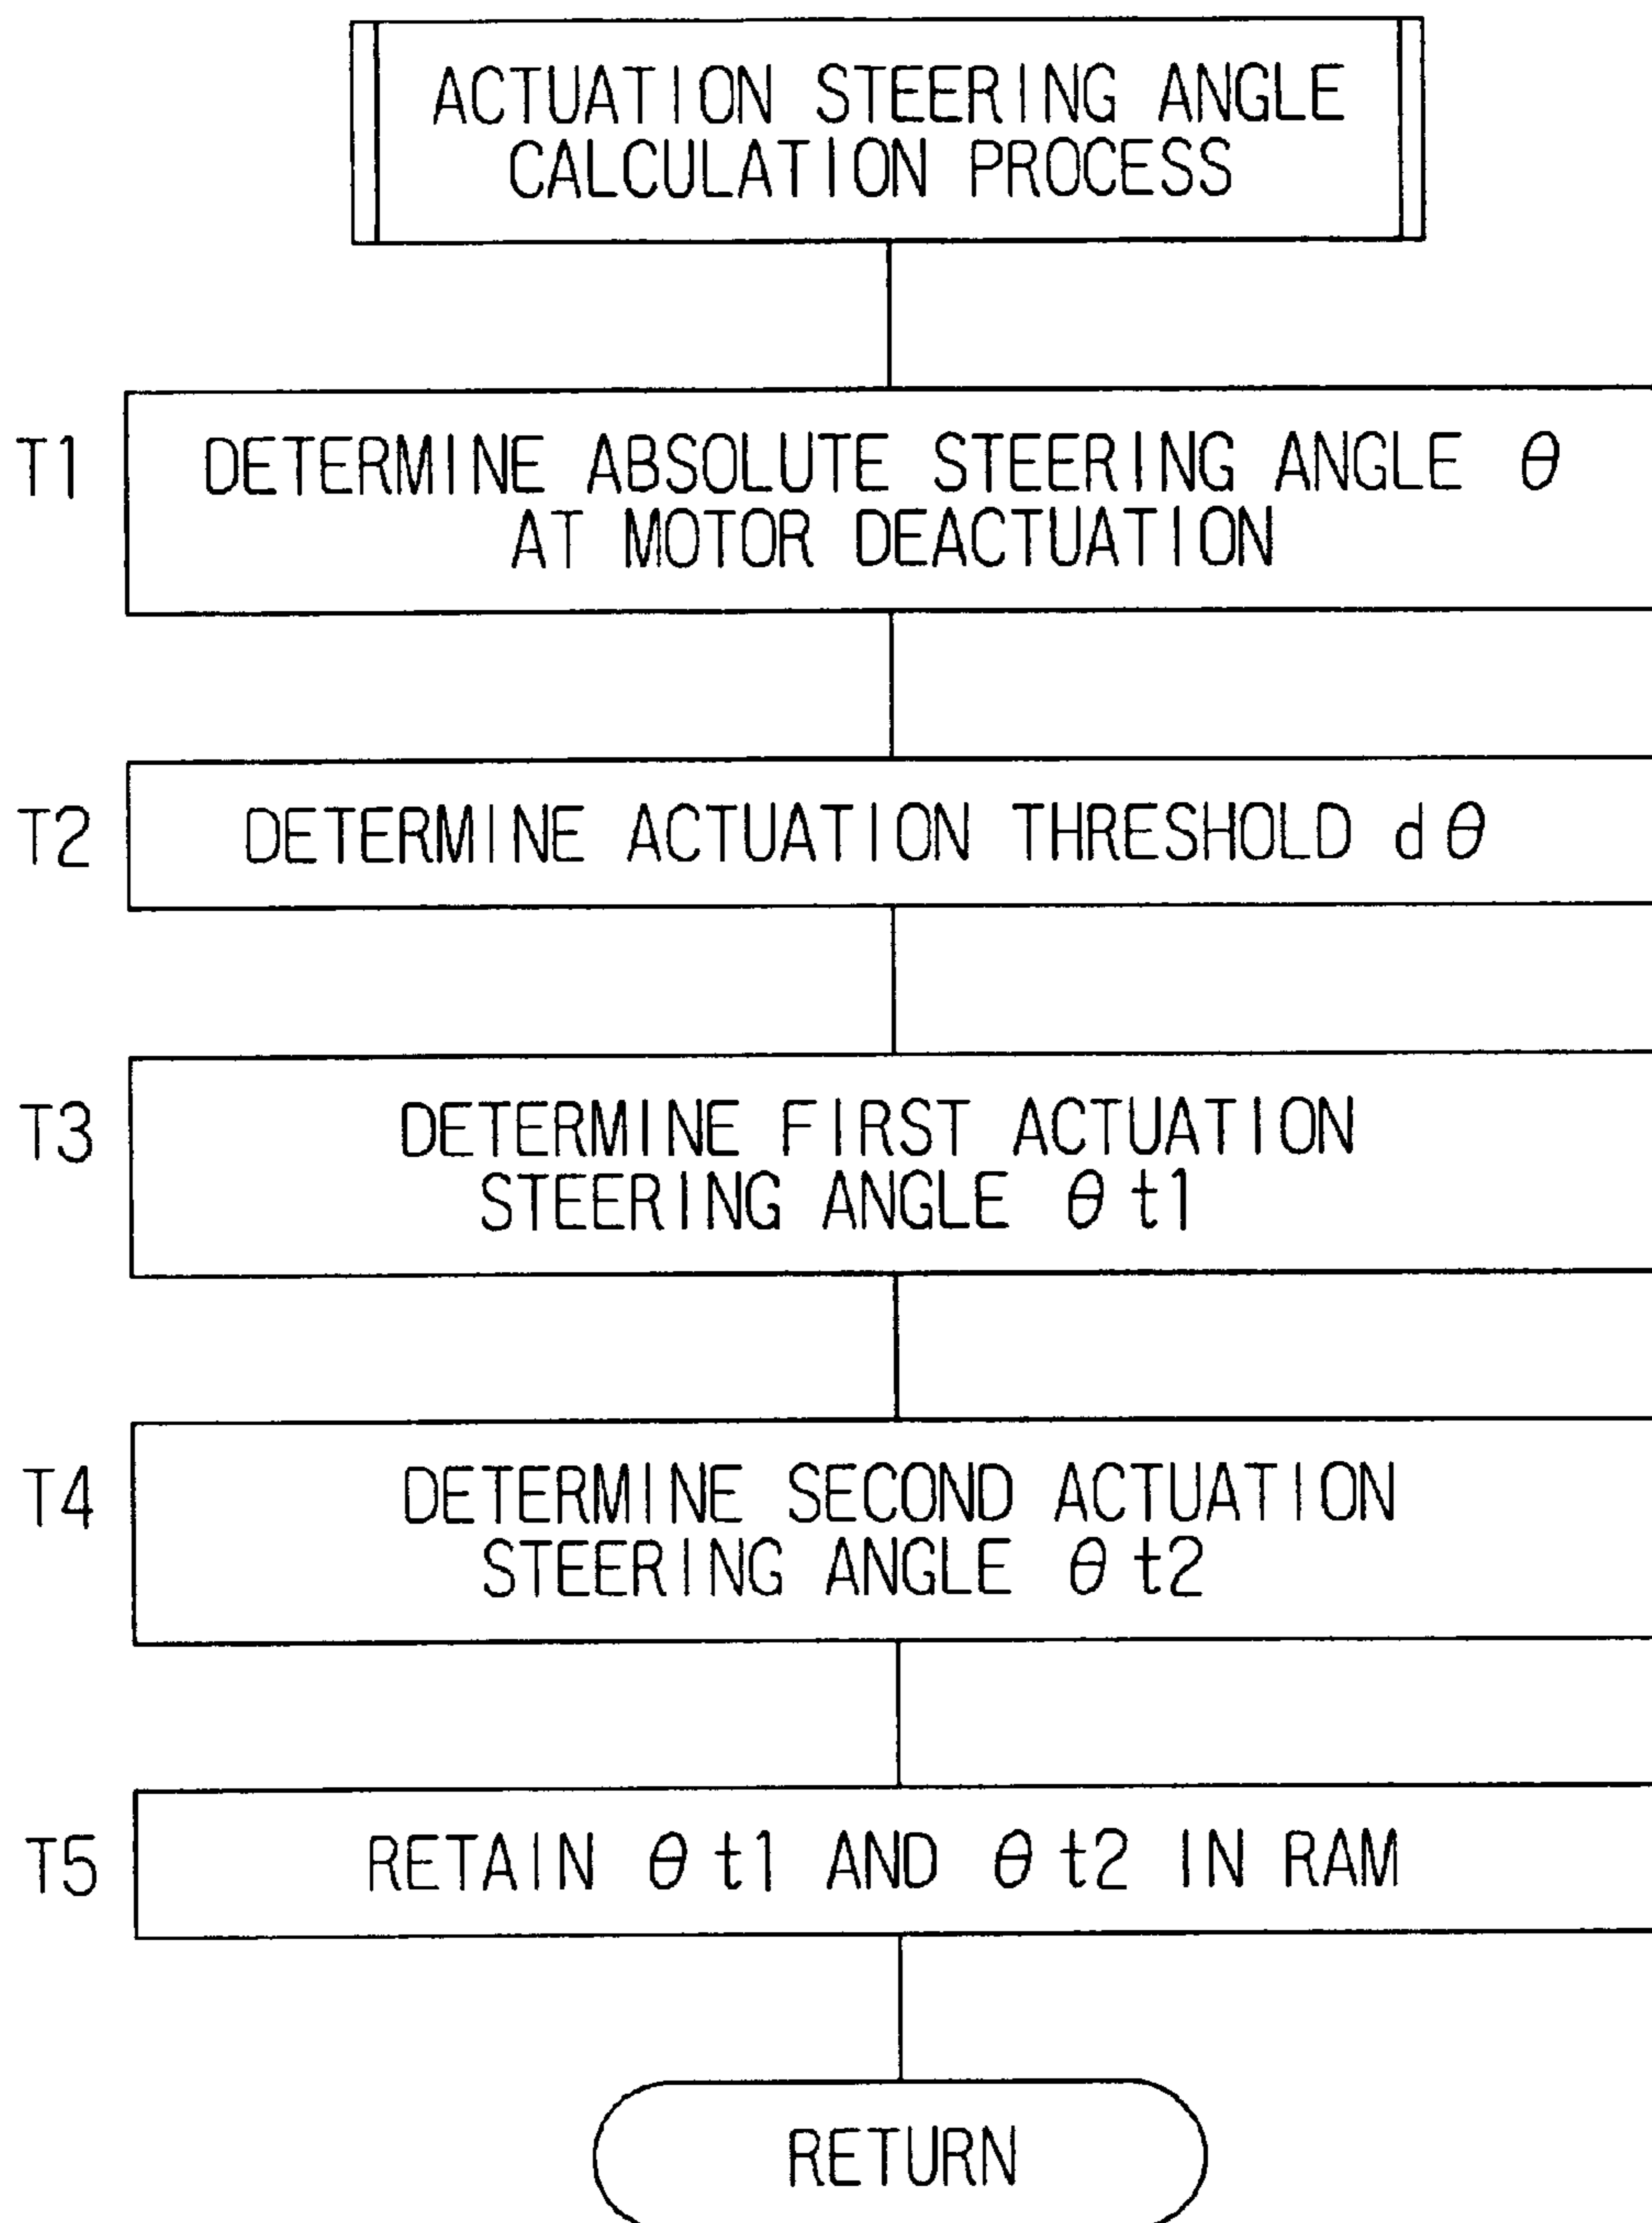 ACTUATION STEERING ANGLE
CALCULATION PROCESS
T1
DETERMINE ABSOLUTE STEERING ANGLE θ
AT MOTOR DEACTUATION
T2
DETERMINE ACTUATION THRESHOLD dθ
T3
DETERMINE FIRST ACTUATION
STEERING ANGLE θt1
T4
DETERMINE SECOND ACTUATION
STEERING ANGLE θt2
T5
RETAIN θt1 AND θt2 IN RAM
RETURN